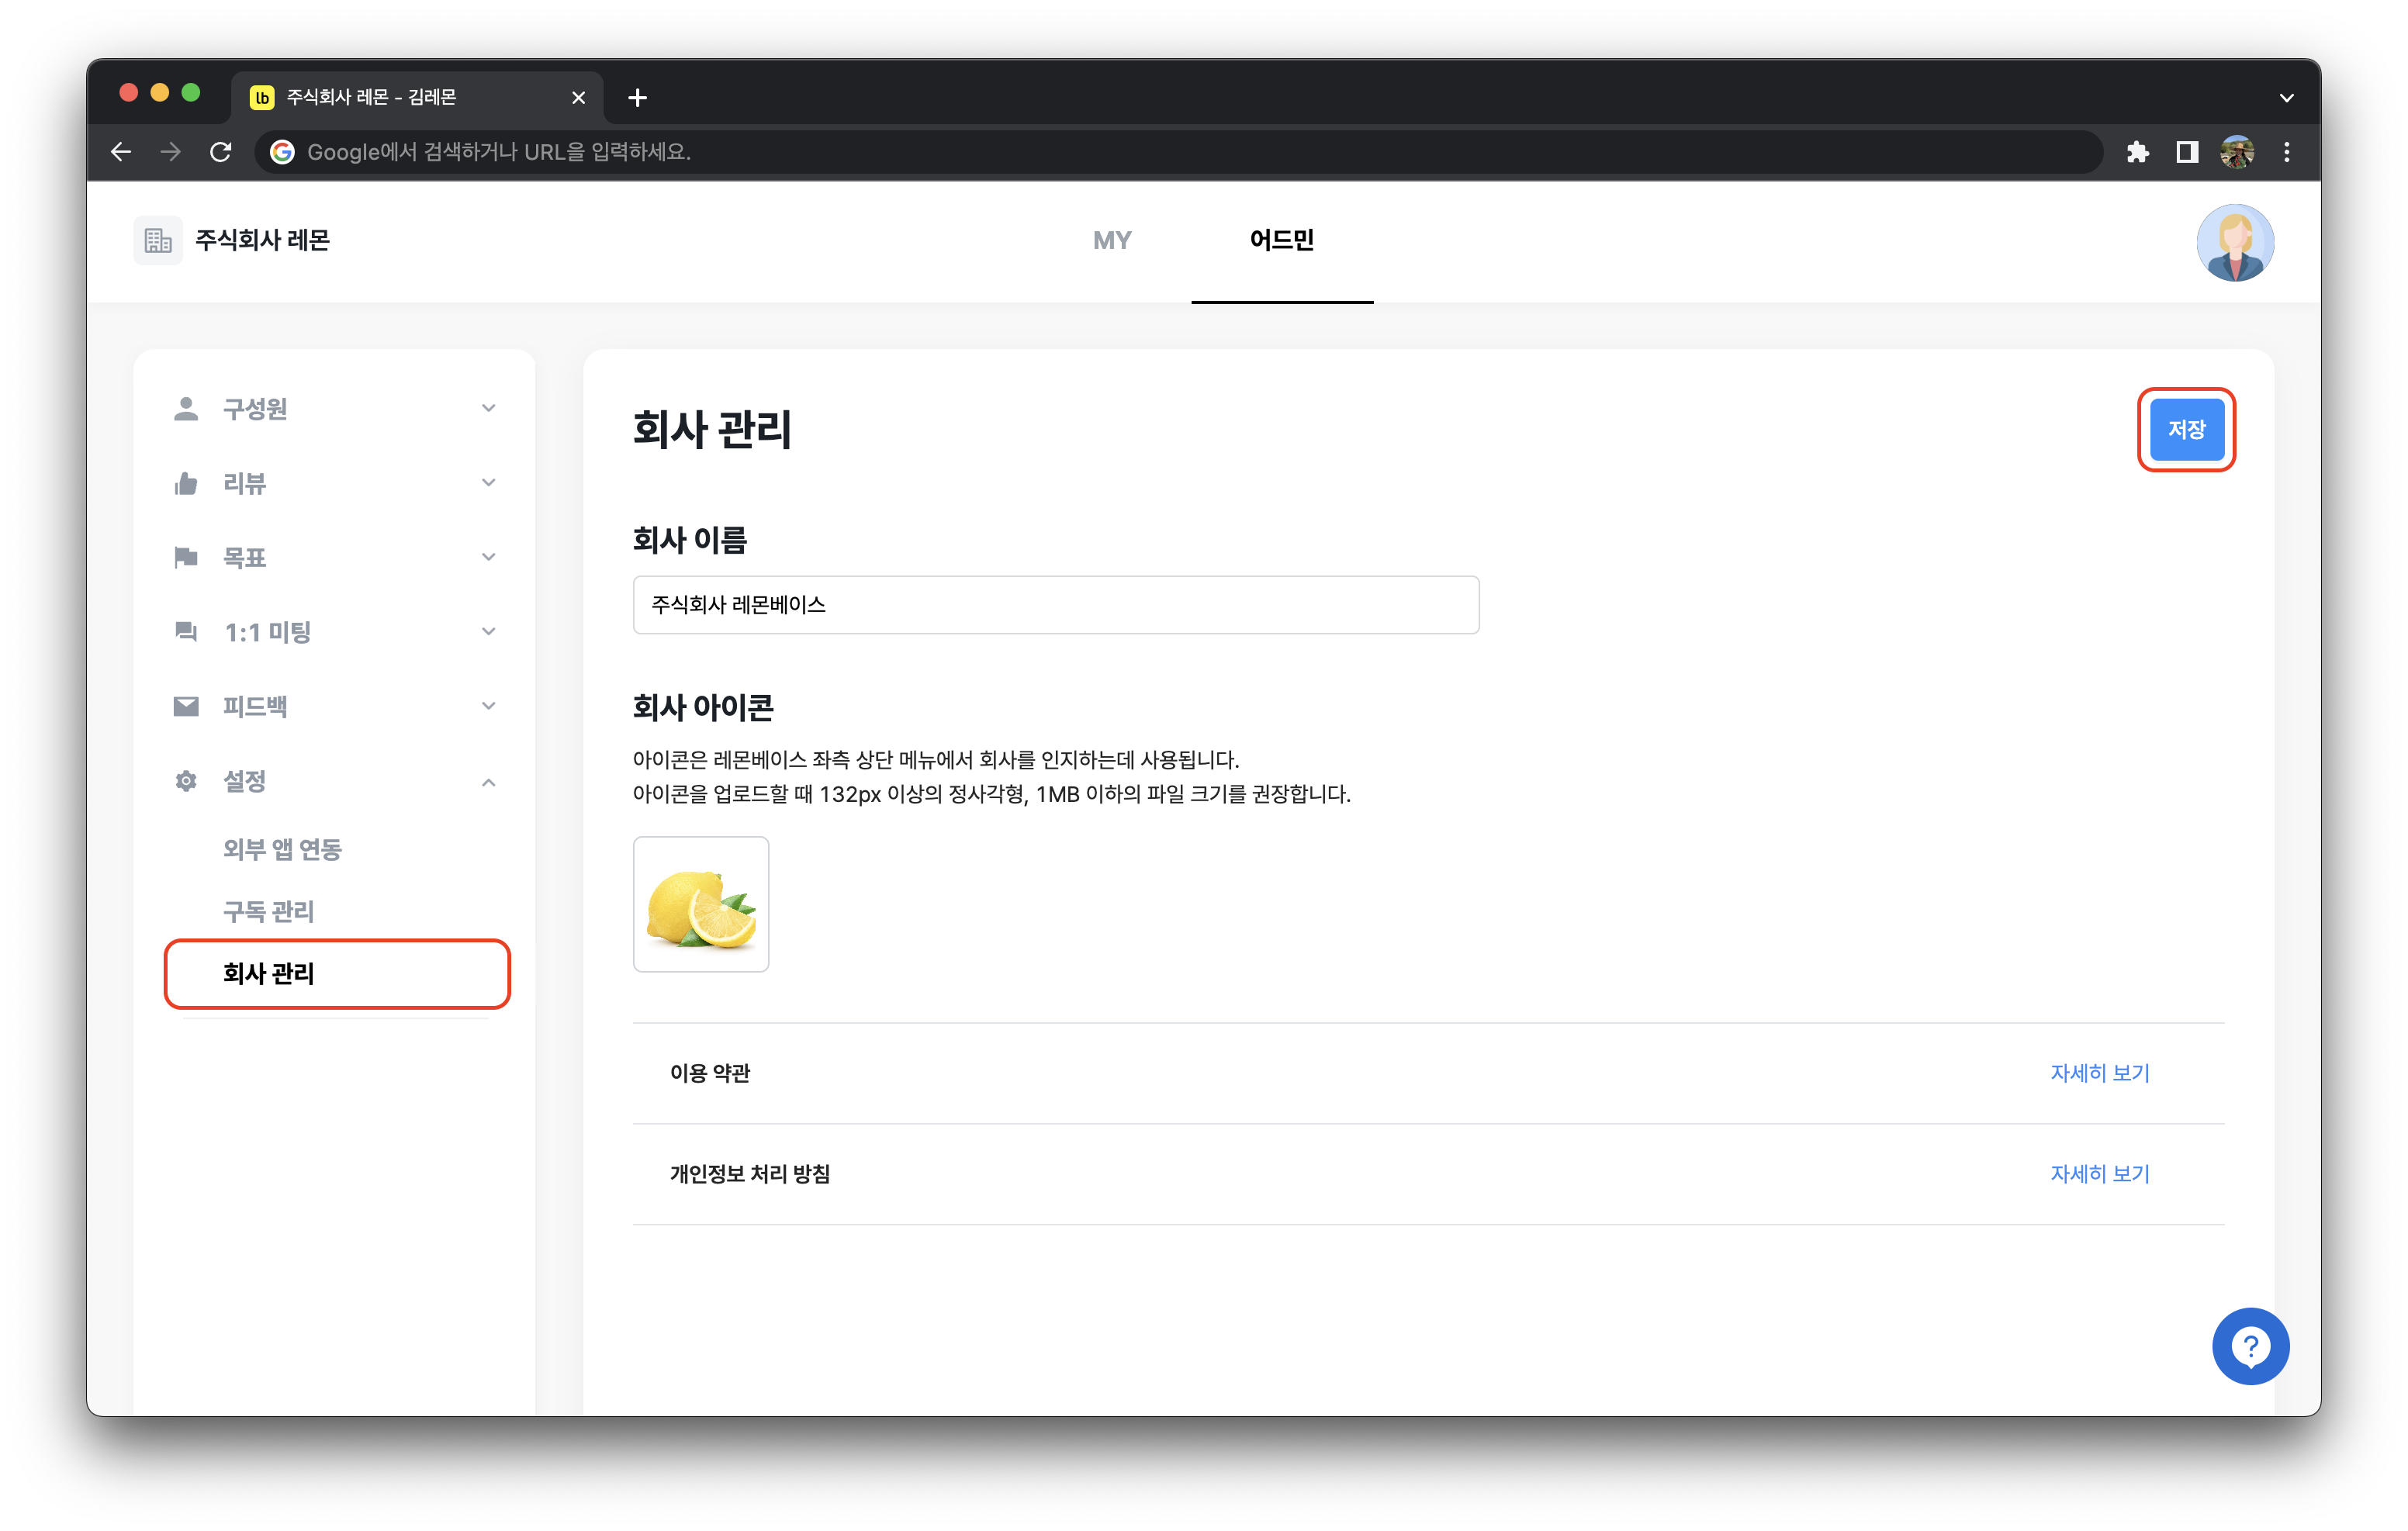 lb 주식회사 레몬 - 김레몬
Google에서 검색하거나 URL을 입력하세요.
주식회사 레몬
MY
어드민
구성원
리뷰
목표
1:1 미팅
피드백
설정
외부 앱 연동
구독 관리
회사 관리
회사 관리
저장
회사 이름
주식회사 레몬베이스
회사 아이콘
아이콘은 레몬베이스 좌측 상단 메뉴에서 회사를 인지하는데 사용됩니다.
아이콘을 업로드할 때 132px 이상의 정사각형, 1MB 이하의 파일 크기를 권장합니다.
이용 약관 자세히 보기
개인정보 처리 방침 자세히 보기
?